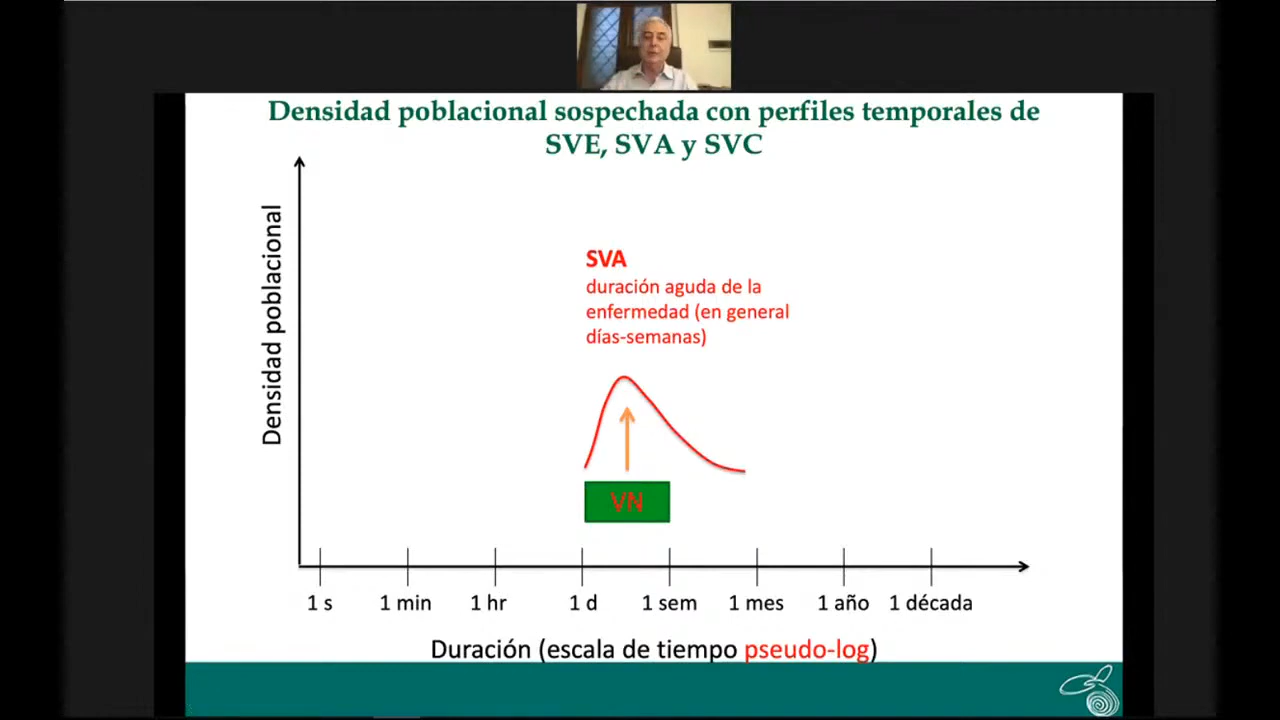 Densidad poblacional sospechada con perfiles temporales de
SVE, SVA y SVC
Densidad poblacional
SVA
duración aguda de la
enfermedad (en general
días-semanas)
VN
1 s
1 min
1 hr
1 d
1 sem
1 mes
1 año
1 década
Duración (escala de tiempo pseudo-log)